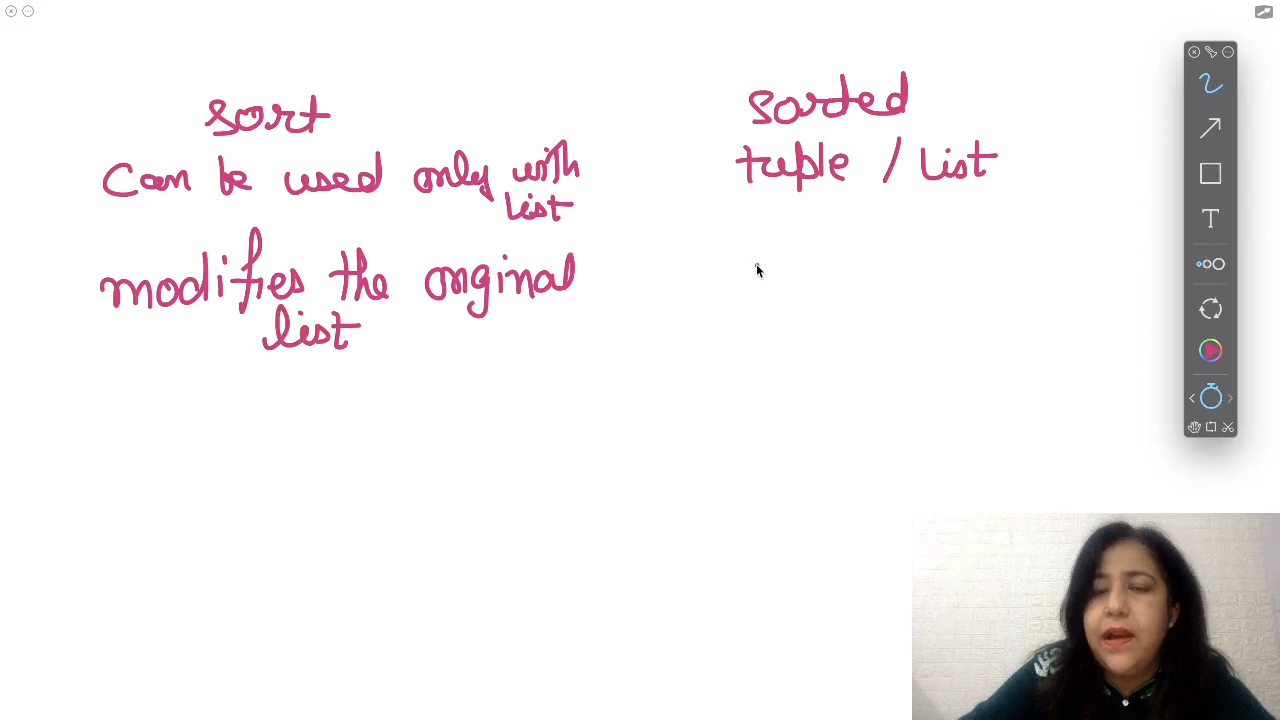 sort
Can be used only with
list
modifies the original
list
sorted
tuple / list
T